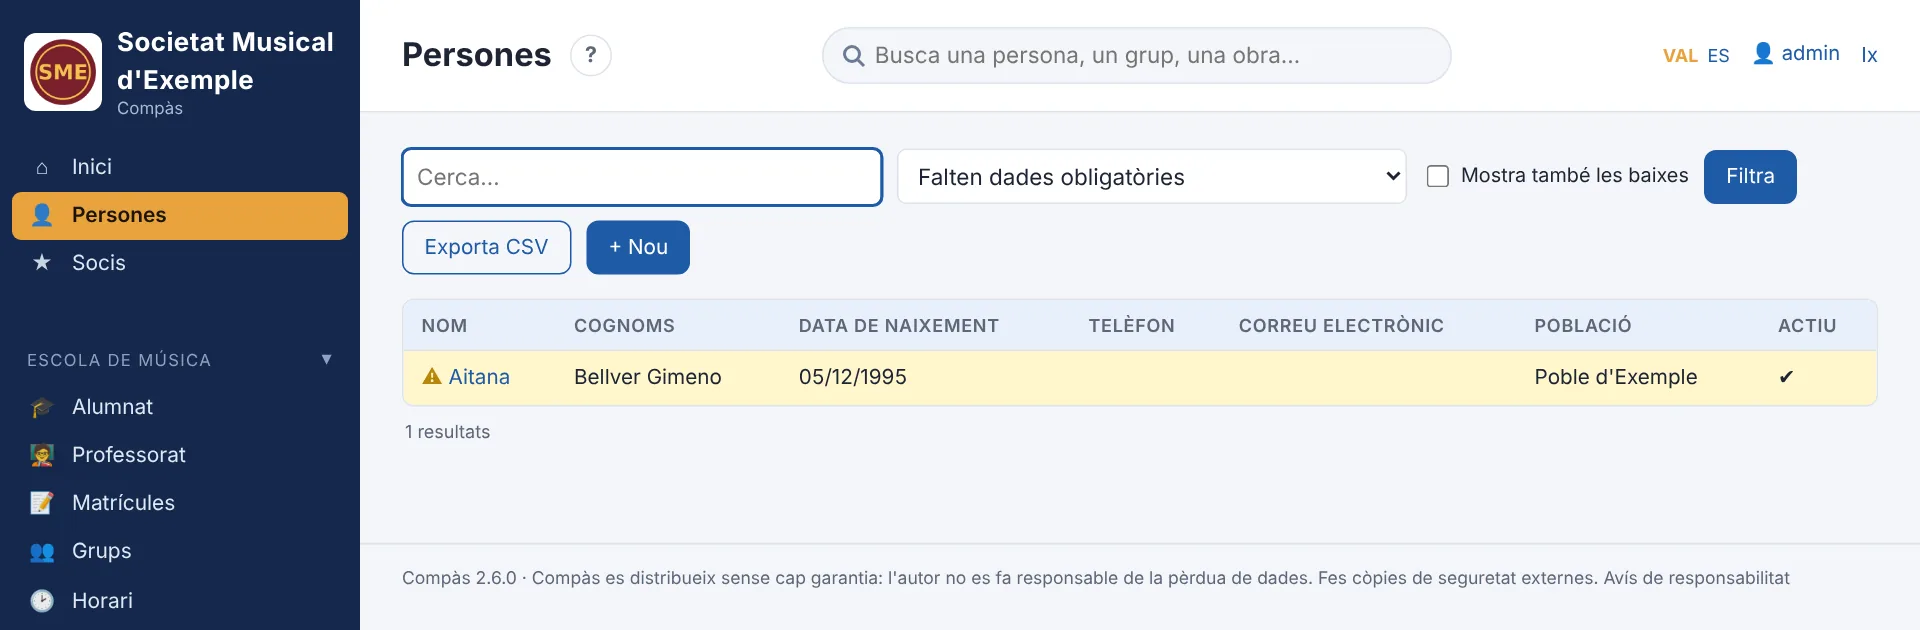 SME
Societat Musical
d'Exemple
Compàs
Inici
Persones
Socis
ESCOLA DE MÚSICA
Alumnat
Professorat
Matrícules
Grups
Horari
Persones ?
Busca una persona, un grup, una obra...
VAL ES admin Ix
Cerca...
Falten dades obligatòries
Mostra també les baixes
Filtra
Exporta CSV
+ Nou
NOM COGNOMS DATA DE NAIXEMENT TELÈFON CORREU ELECTRÒNIC POBLACIÓ ACTIU
Aitana Bellver Gimeno 05/12/1995 Poble d'Exemple ✔
1 resultats
Compàs 2.6.0 · Compàs es distribueix sense cap garantia: l'autor no es fa responsable de la pèrdua de dades. Fes còpies de seguretat externes. Avís de responsabilitat